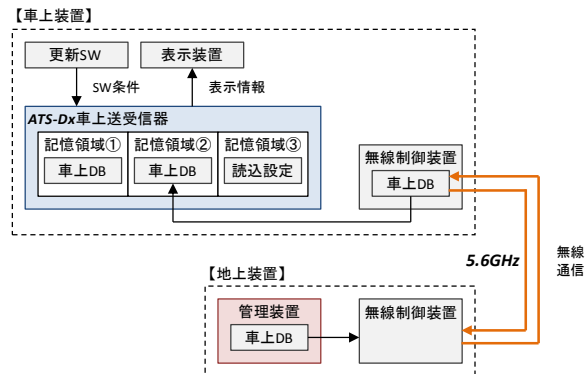 【車上装置】
更新SW
表示装置
SW条件
表示情報
ATS-Dx車上送受信器
記憶領域①
記憶領域②
記憶領域③
車上DB
車上DB
読込設定
無線制御装置
車上DB
5.6GHz
無線
通信
【地上装置】
管理装置
車上DB
無線制御装置